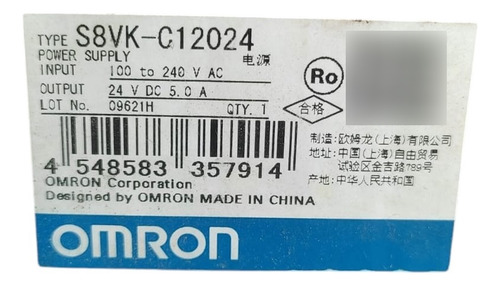 TYPE S8VK-C12024
POWER SUPPLY 电源
INPUT 100 to 240 V AC
OUTPUT 24 V DC 5.0 A
LOT No. 09621H QTY. 1
Ro
合格
4 548583 357914
制造: 欧姆龙(上海)有限公司
地址: 中国(上海)自由贸易
试验区金吉路789号
产地: 中华人民共和国
OMRON Corporation
Designed by OMRON MADE IN CHINA
OMRON